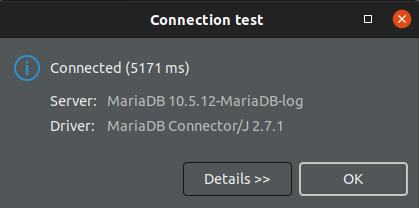 Connection test
Connected (5171 ms)
Server: MariaDB 10.5.12-MariaDB-log
Driver: MariaDB Connector/J 2.7.1
Details >>
OK